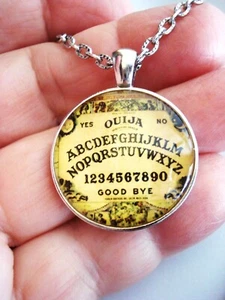 YES OUIJA NO
ABCDEFGHIJKLM
NOPQRSTUVWXYZ
1234567890
GOOD BYE